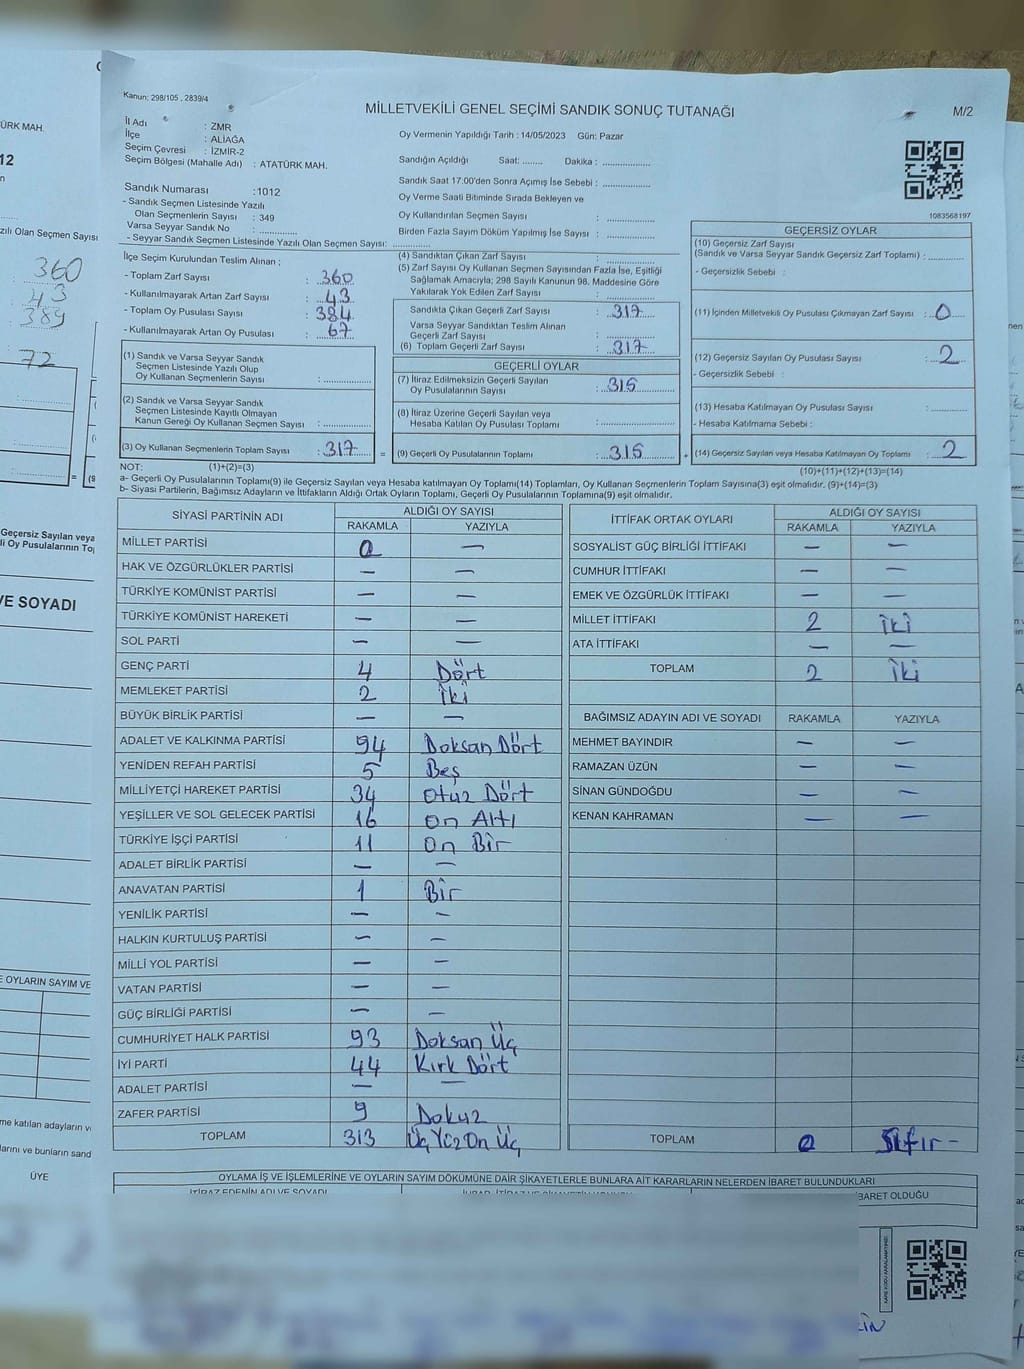 Kanun: 298/105 , 2839/4
MİLLETVEKİLİ GENEL SEÇİMİ SANDIK SONUÇ TUTANAĞI
M/2
İl Adı : ZMR
İlçe : ALİAĞA
Seçim Çevresi : İZMİR-2
Seçim Bölgesi (Mahalle Adı) : ATATÜRK MAH.
Oy Vermenin Yapıldığı Tarih : 14/05/2023 Gün: Pazar
Sandığın Açıldığı Saat: ........ Dakika : ....................
Sandık Saat 17:00'den Sonra Açımış İse Sebebi : ....................
Oy Verme Saati Bitiminde Sırada Bekleyen ve
Oy Kullandırılan Seçmen Sayısı : ....................
Birden Fazla Sayım Döküm Yapılmış İse Sayısı : ....................
1083568197
Sandık Numarası :1012
- Sandık Seçmen Listesinde Yazılı
Olan Seçmenlerin Sayısı : 349
Varsa Seyyar Sandık No : ....................
- Seyyar Sandık Seçmen Listesinde Yazılı Olan Seçmen Sayısı: ....................
İlçe Seçim Kurulundan Teslim Alınan ;
- Toplam Zarf Sayısı : 360
- Kullanılmayarak Artan Zarf Sayısı : 43
- Toplam Oy Pusulası Sayısı : 384
- Kullanılmayarak Artan Oy Pusulası : 67
(1) Sandık ve Varsa Seyyar Sandık
Seçmen Listesinde Yazılı Olup
Oy Kullanan Seçmenlerin Sayısı : ....................
(2) Sandık ve Varsa Seyyar Sandık
Seçmen Listesinde Kayıtlı Olmayan
Kanun Gereği Oy Kullanan Seçmen Sayısı : ....................
(3) Oy Kullanan Seçmenlerin Toplam Sayısı : 317 =
(4) Sandıktan Çıkan Zarf Sayısı : ....................
(5) Zarf Sayısı Oy Kullanan Seçmen Sayısından Fazla İse, Eşitliği
Sağlamak Amacıyla; 298 Sayılı Kanunun 98. Maddesine Göre
Yakılarak Yok Edilen Zarf Sayısı : ....................
Sandıkta Çıkan Geçerli Zarf Sayısı : 317
Varsa Seyyar Sandıktan Teslim Alınan
Geçerli Zarf Sayısı : ....................
(6) Toplam Geçerli Zarf Sayısı : 317
GEÇERLİ OYLAR
(7) İtiraz Edilmeksizin Geçerli Sayılan
Oy Pusulalarının Sayısı : 315
(8) İtiraz Üzerine Geçerli Sayılan veya
Hesaba Katılan Oy Pusulası Toplamı : ....................
(9) Geçerli Oy Pusulalarının Toplamı : 315 +
GEÇERSİZ OYLAR
(10) Geçersiz Zarf Sayısı
(Sandık ve Varsa Seyyar Sandık Geçersiz Zarf Toplamı) : ....................
- Geçersizlik Sebebi :
(11) İçinden Milletvekili Oy Pusulası Çıkmayan Zarf Sayısı : 0
(12) Geçersiz Sayılan Oy Pusulası Sayısı : 2
- Geçersizlik Sebebi :
(13) Hesaba Katılmayan Oy Pusulası Sayısı : ....................
- Hesaba Katılmama Sebebi :
(14) Geçersiz Sayılan veya Hesaba Katılmayan Oy Toplamı : 2
NOT: (1)+(2)=(3)
(10)+(11)+(12)+(13)=(14)
a- Geçerli Oy Pusulasının Toplamı(9) ile Geçersiz Sayılan veya Hesap katılmayan Oy Toplamı(14) Toplamları, Oy Kullanan Seçmenlerin Toplam Sayısına(3) eşit olmalıdır. (9)+(14)=(3)
b- Siyasi Partilerin, Bağımsız Adayların ve İttifakların Aldığı Ortak Oyların Toplamı, Geçerli Oy Pusulalarının Toplamına(9) eşit olmalıdır.
SİYASİ PARTİNİN ADI ALDIĞI OY SAYISI
RAKAMLA YAZIYLA
MİLLET PARTİSİ 0 —
HAK VE ÖZGÜRLÜKLER PARTİSİ — —
TÜRKİYE KOMÜNİST PARTİSİ — —
TÜRKİYE KOMÜNİST HAREKETİ — —
SOL PARTİ — —
GENÇ PARTİ 4 Dört
MEMLEKET PARTİSİ 2 İki
BÜYÜK BİRLİK PARTİSİ — —
ADALET VE KALKINMA PARTİSİ 94 Doksan Dört
YENİDEN REFAH PARTİSİ 5 Beş
MİLLİYETÇİ HAREKET PARTİSİ 34 Otuz Dört
YEŞİLLER VE SOL GELECEK PARTİSİ 16 On Altı
TÜRKİYE İŞÇİ PARTİSİ 11 On Bir
ADALET BİRLİK PARTİSİ — —
ANAVATAN PARTİSİ 1 Bir
YENİLİK PARTİSİ — —
HALKIN KURTULUŞ PARTİSİ — —
MİLLİ YOL PARTİSİ — —
VATAN PARTİSİ — —
GÜÇ BİRLİĞİ PARTİSİ — —
CUMHURİYET HALK PARTİSİ 93 Doksan Üç
İYİ PARTİ 44 Kırk Dört
ADALET PARTİSİ — —
ZAFER PARTİSİ 9 Dokuz
TOPLAM 313 Üç Yüz On Üç
İTTİFAK ORTAK OYLARI ALDIĞI OY SAYISI
RAKAMLA YAZIYLA
SOSYALİST GÜÇ BİRLİĞİ İTTİFAKI — —
CUMHUR İTTİFAKI — —
EMEK VE ÖZGÜRLÜK İTTİFAKI — —
MİLLET İTTİFAKI 2 İki
ATA İTTİFAKI — —
TOPLAM 2 İki
BAĞIMSIZ ADAYIN ADI VE SOYADI RAKAMLA YAZIYLA
MEHMET BAYINDIR — —
RAMAZAN ÜZÜN — —
SİNAN GÜNDOĞDU — —
KENAN KAHRAMAN — —
TOPLAM 0 Sıfır -
OYLAMA İŞ VE İŞLEMLERİNE VE OYLARIN SAYIM DÖKÜMÜNE DAİR ŞİKAYETLERLE BUNLARA AİT KARARLARIN NELERDEN İBARET BULUNDUKLARI
İTİRAZ EDENİN ADI VE SOYADI
BARET OLDUĞU
ÜRK MAH.
12
zılı Olan Seçmen Sayısı
360
43
389
72
Geçersiz Sayılan veya
VE SOYADI
E OYLARIN SAYIM VE
me katılan adayların
larını ve bunların sand
ÜYE